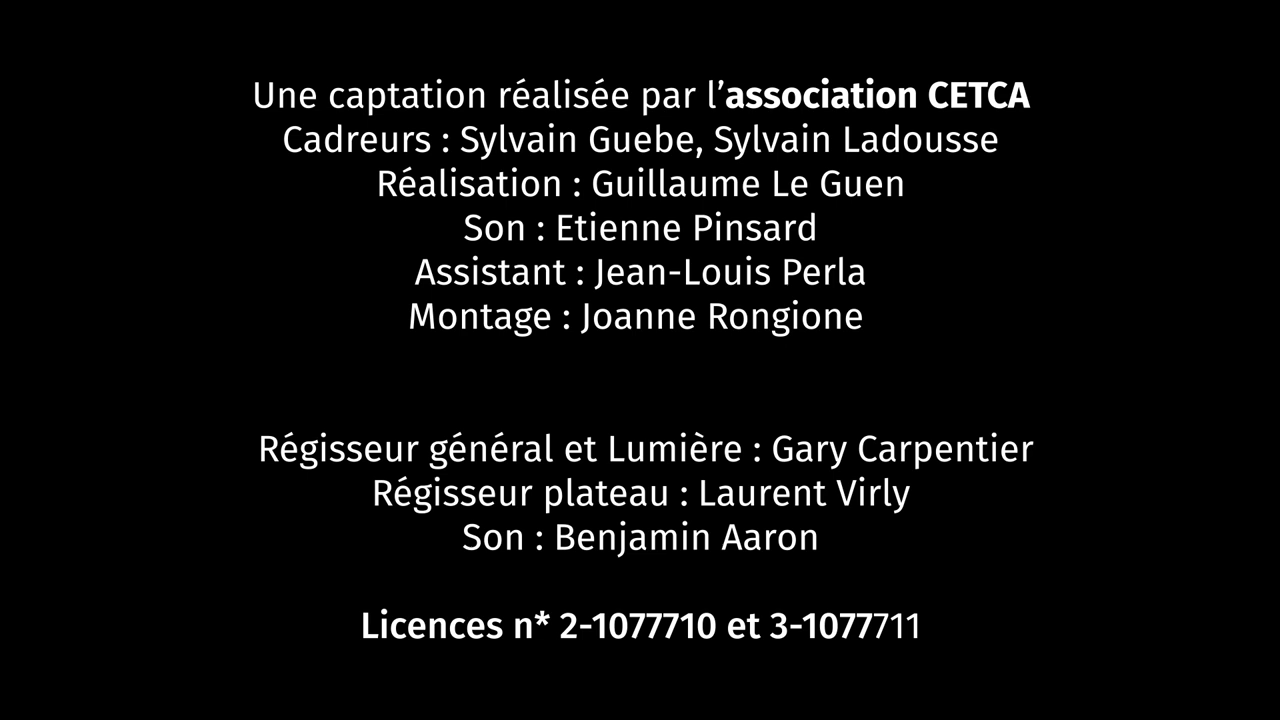 Une captation réalisée par l’association CETCA
Cadreurs : Sylvain Guebe, Sylvain Ladousse
Réalisation : Guillaume Le Guen
Son : Etienne Pinsard
Assistant : Jean-Louis Perla
Montage : Joanne Rongione
Régisseur général et Lumière : Gary Carpentier
Régisseur plateau : Laurent Virly
Son : Benjamin Aaron
Licences n* 2-1077710 et 3-1077711